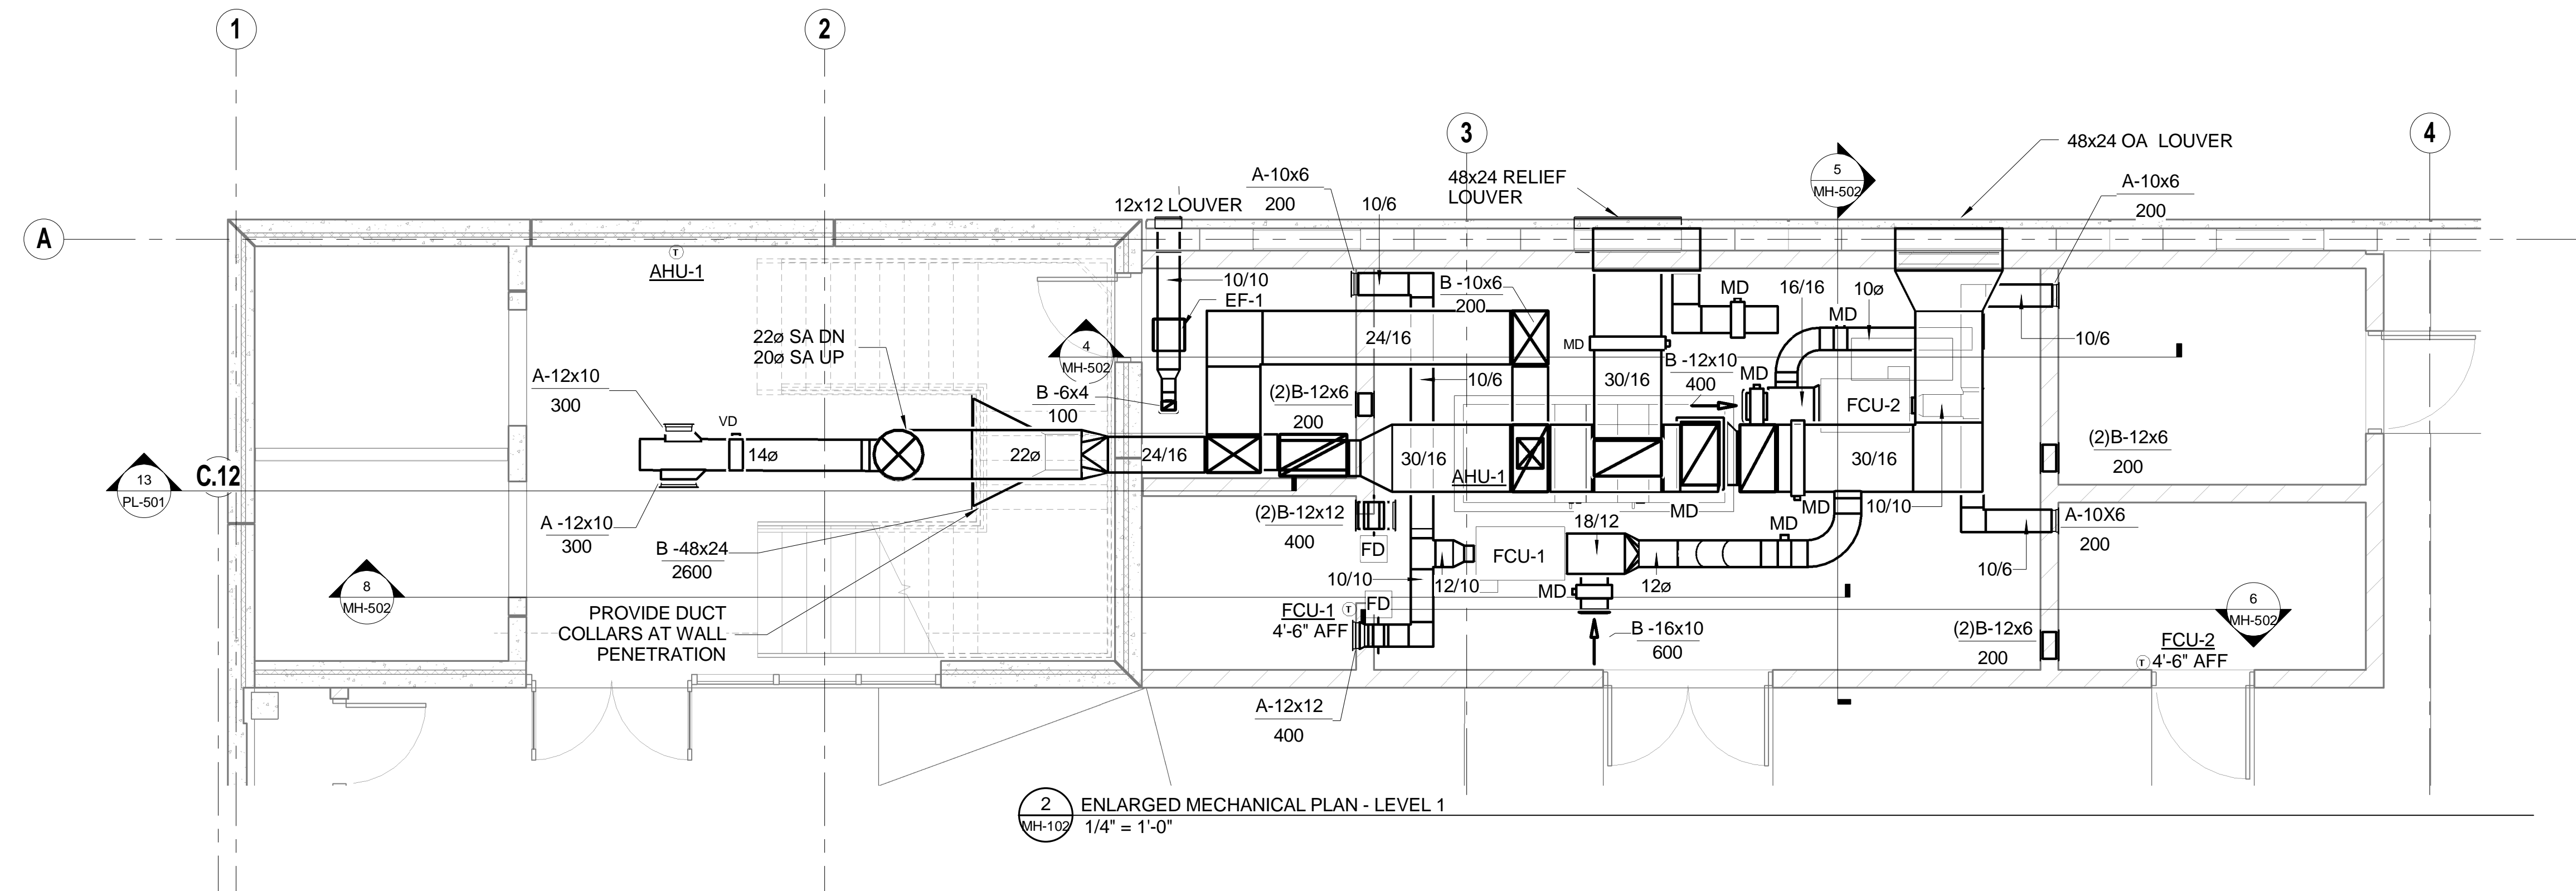 1
2
3
4
A
C.12
48x24 OA LOUVER
5
MH-502
A-10x6
200
10/6
48x24 RELIEF
LOUVER
A-10x6
200
12x12 LOUVER
T
AHU-1
10/10
EF-1
B -10x6
200
MD
16/16
10ø
MD
10/6
22ø SA DN
20ø SA UP
4
MH-502
24/16
MD
B -12x10
400
MD
A-12x10
300
B -6x4
100
(2)B-12x6
200
10/6
30/16
FCU-2
VD
14ø
22ø
24/16
30/16
AHU-1
30/16
(2)B-12x6
200
13
PL-501
A -12x10
300
B -48x24
2600
(2)B-12x12
400
FD
18/12
MD
MD
MD
10/10
A-10X6
200
FCU-1
12/10
12ø
10/6
10/10
MD
8
MH-502
PROVIDE DUCT
COLLARS AT WALL
PENETRATION
FCU-1
4'-6" AFF
T
FD
B -16x10
600
(2)B-12x6
200
6
MH-502
FCU-2
T
4'-6" AFF
A-12x12
400
2
MH-102
ENLARGED MECHANICAL PLAN - LEVEL 1
1/4" = 1'-0"